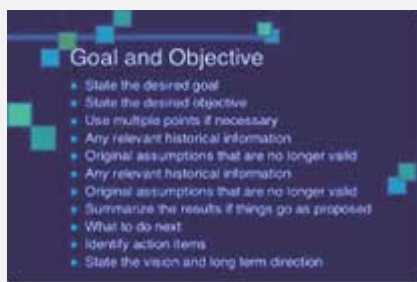 Goal and Objective
State the desired goal
State the desired objective
Use multiple points if necessary
Any relevant historical information
Original assumptions that are no longer valid
Any relevant historical information
Original assumptions that are no longer valid
Summarize the results if things go as proposed
What to do next
Identify action items
State the vision and long term direction